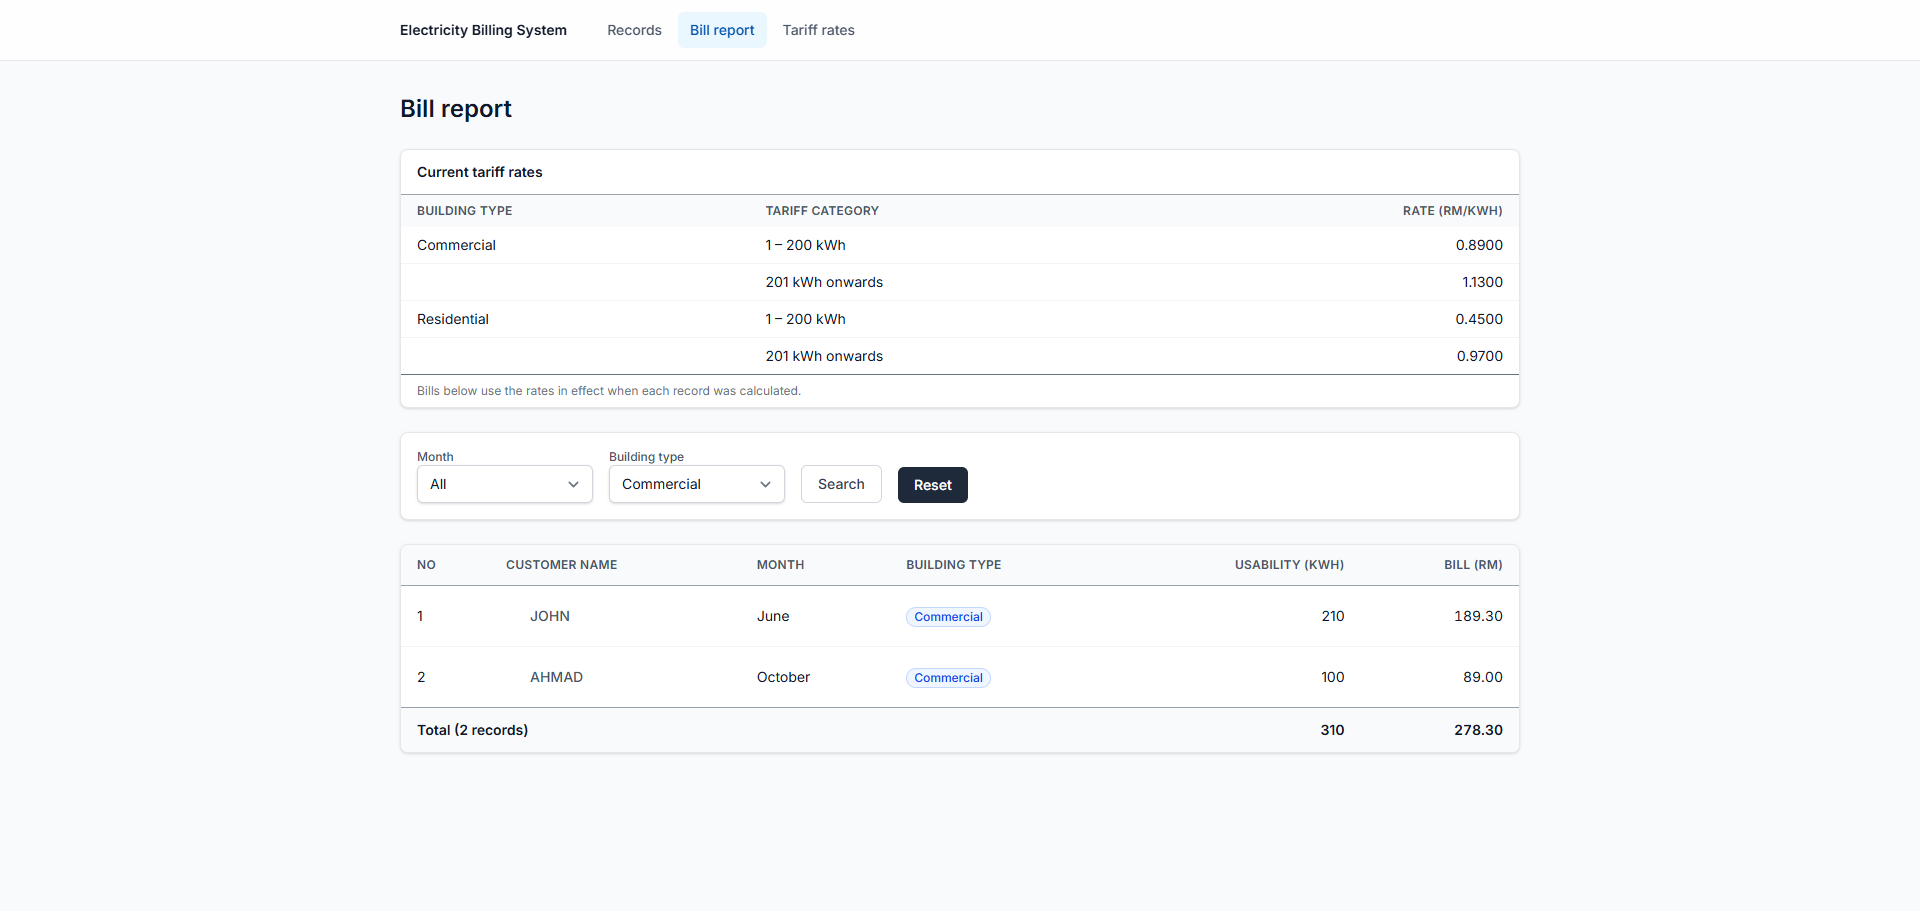 Electricity Billing System Records Bill report Tariff rates
Bill report
Current tariff rates
BUILDING TYPE TARIFF CATEGORY RATE (RM/KWH)
Commercial 1 – 200 kWh 0.8900
201 kWh onwards 1.1300
Residential 1 – 200 kWh 0.4500
201 kWh onwards 0.9700
Bills below use the rates in effect when each record was calculated.
Month Building type
All Commercial Search Reset
NO CUSTOMER NAME MONTH BUILDING TYPE USABILITY (KWH) BILL (RM)
1 JOHN June Commercial 210 189.30
2 AHMAD October Commercial 100 89.00
Total (2 records) 310 278.30